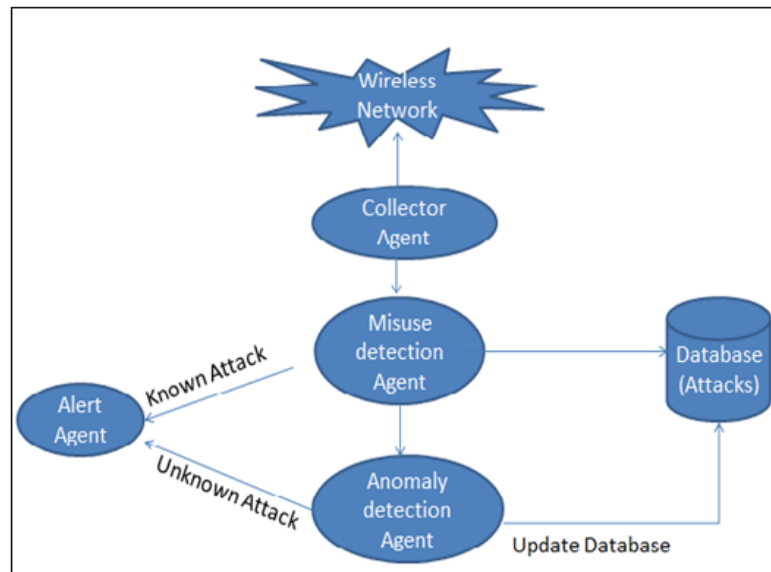 Wireless
Network
Collector
Agent
Misuse
detection
Agent
Database
(Attacks)
Known Attack
Alert
Agent
Unknown Attack
Anomaly
detection
Agent
Update Database